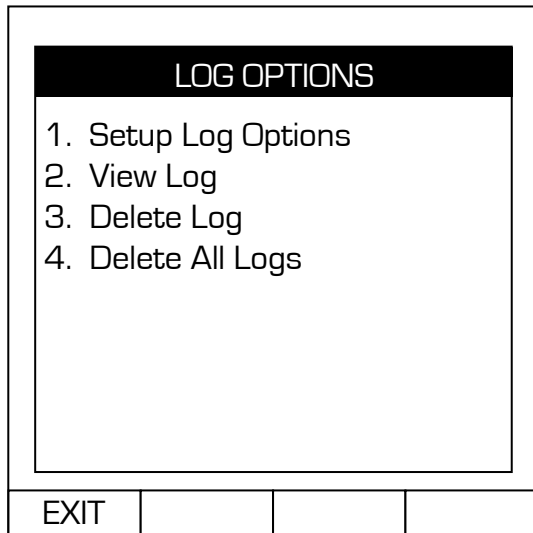 LOG OPTIONS
1. Setup Log Options
2. View Log
3. Delete Log
4. Delete All Logs
EXIT